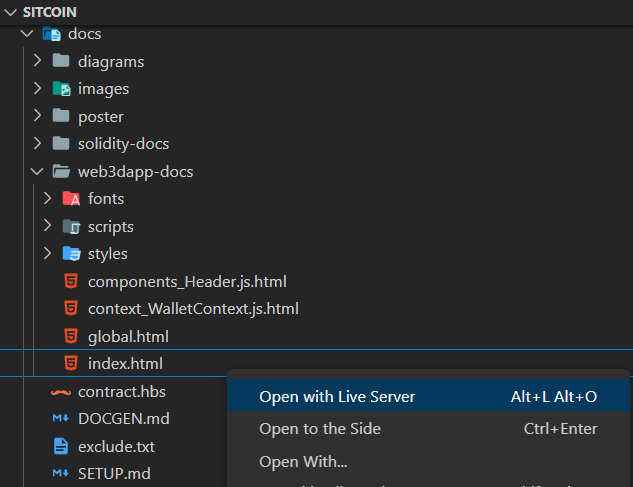 SITCOIN
docs
diagrams
images
poster
solidity-docs
web3dapp-docs
fonts
scripts
styles
components_Header.js.html
context_WalletContext.js.html
global.html
index.html
contract.hbs
DOCGEN.md
exclude.txt
SETUP.md
Open with Live Server Alt+L Alt+O
Open to the Side Ctrl+Enter
Open With...